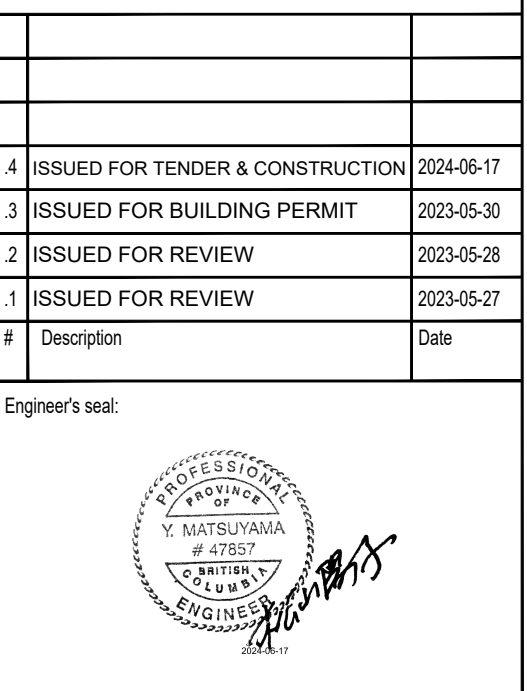 .4 ISSUED FOR TENDER & CONSTRUCTION 2024-06-17
.3 ISSUED FOR BUILDING PERMIT 2023-05-30
.2 ISSUED FOR REVIEW 2023-05-28
.1 ISSUED FOR REVIEW 2023-05-27
# Description Date
Engineer's seal:
PROFESSIONAL
PROVINCE
OF
Y. MATSUYAMA
# 47857
BRITISH
COLUMBIA
ENGINEER
2024-06-17